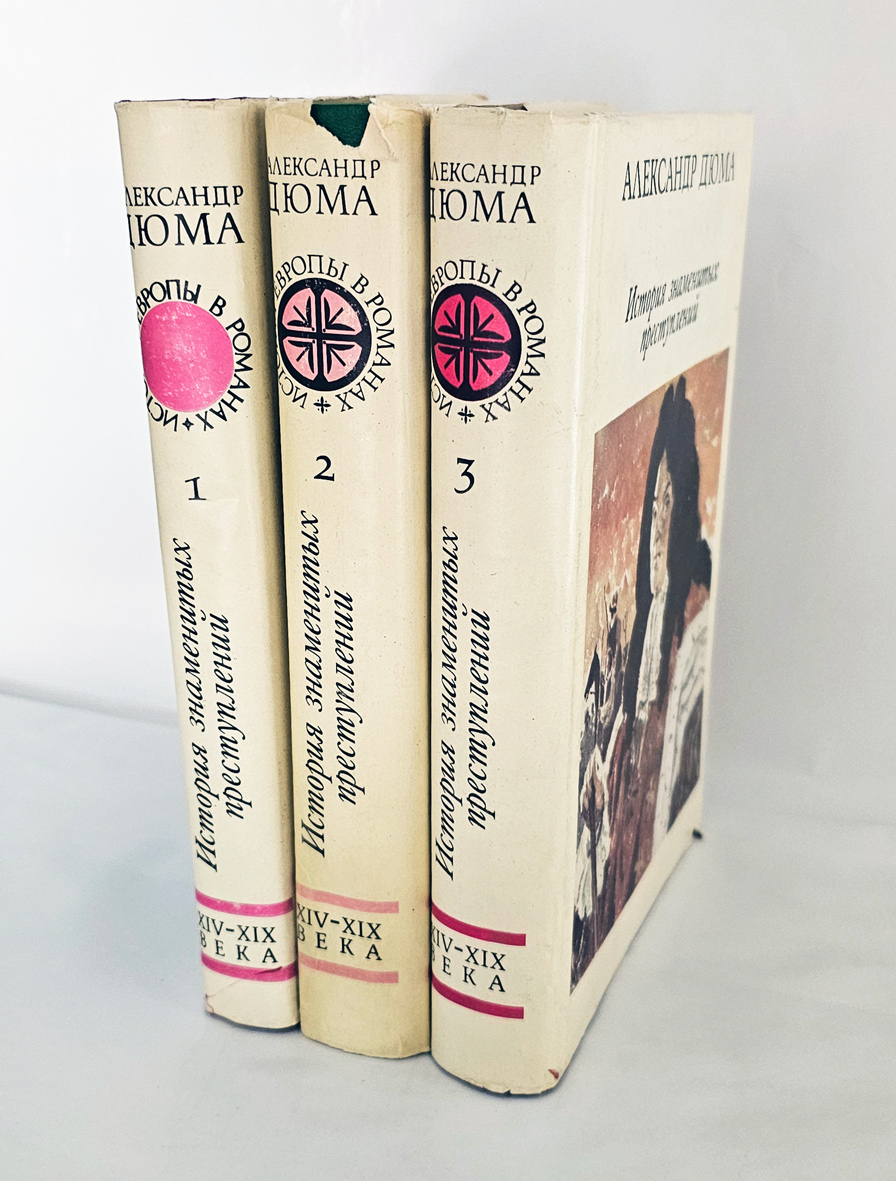 АЛЕКСАНДР
ДЮМА
ЕВРОПЫ В РОМАНАХ
1
История знаменитых
преступлений
XIV-XIX
ВЕКА
АЛЕКСАНДР
ДЮМА
ЕВРОПЫ В РОМАНАХ
2
История знаменитых
преступлений
XIV-XIX
ВЕКА
АЛЕКСАНДР
ДЮМА
ЕВРОПЫ В РОМАНАХ
3
История знаменитых
преступлений
XIV-XIX
ВЕКА
АЛЕКСАНДР ДЮМА
История знаменитых
преступлений